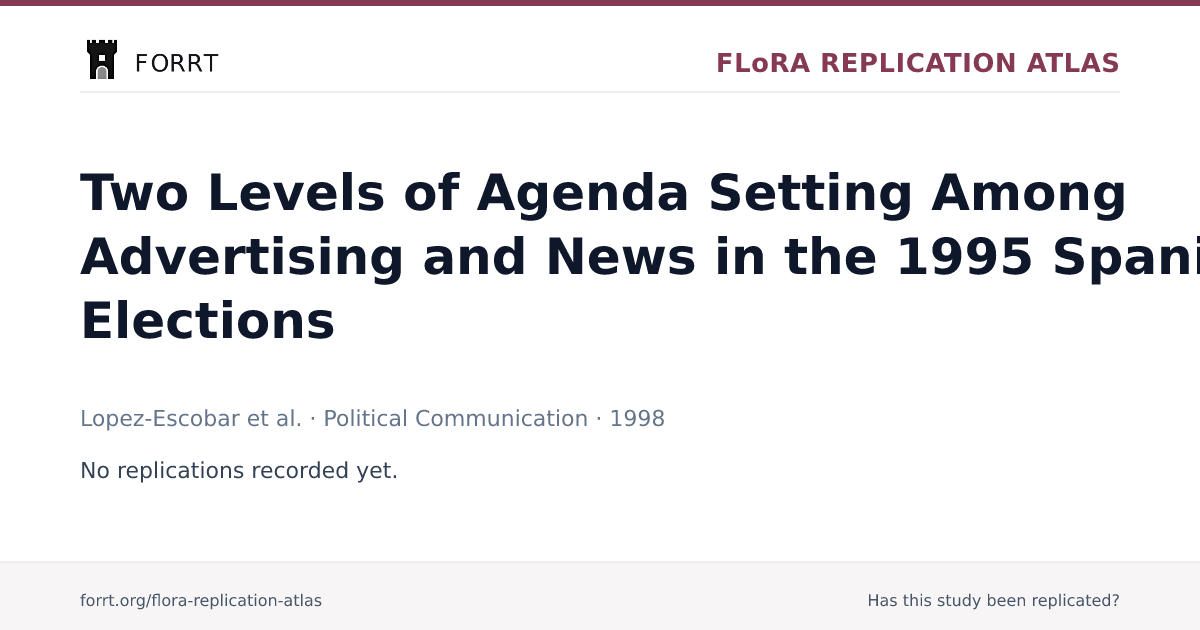 FORRT
FLoRA REPLICATION ATLAS
Two Levels of Agenda Setting Among
Advertising and News in the 1995 Spani
Elections
Lopez-Escobar et al. · Political Communication · 1998
No replications recorded yet.
forrt.org/flora-replication-atlas
Has this study been replicated?